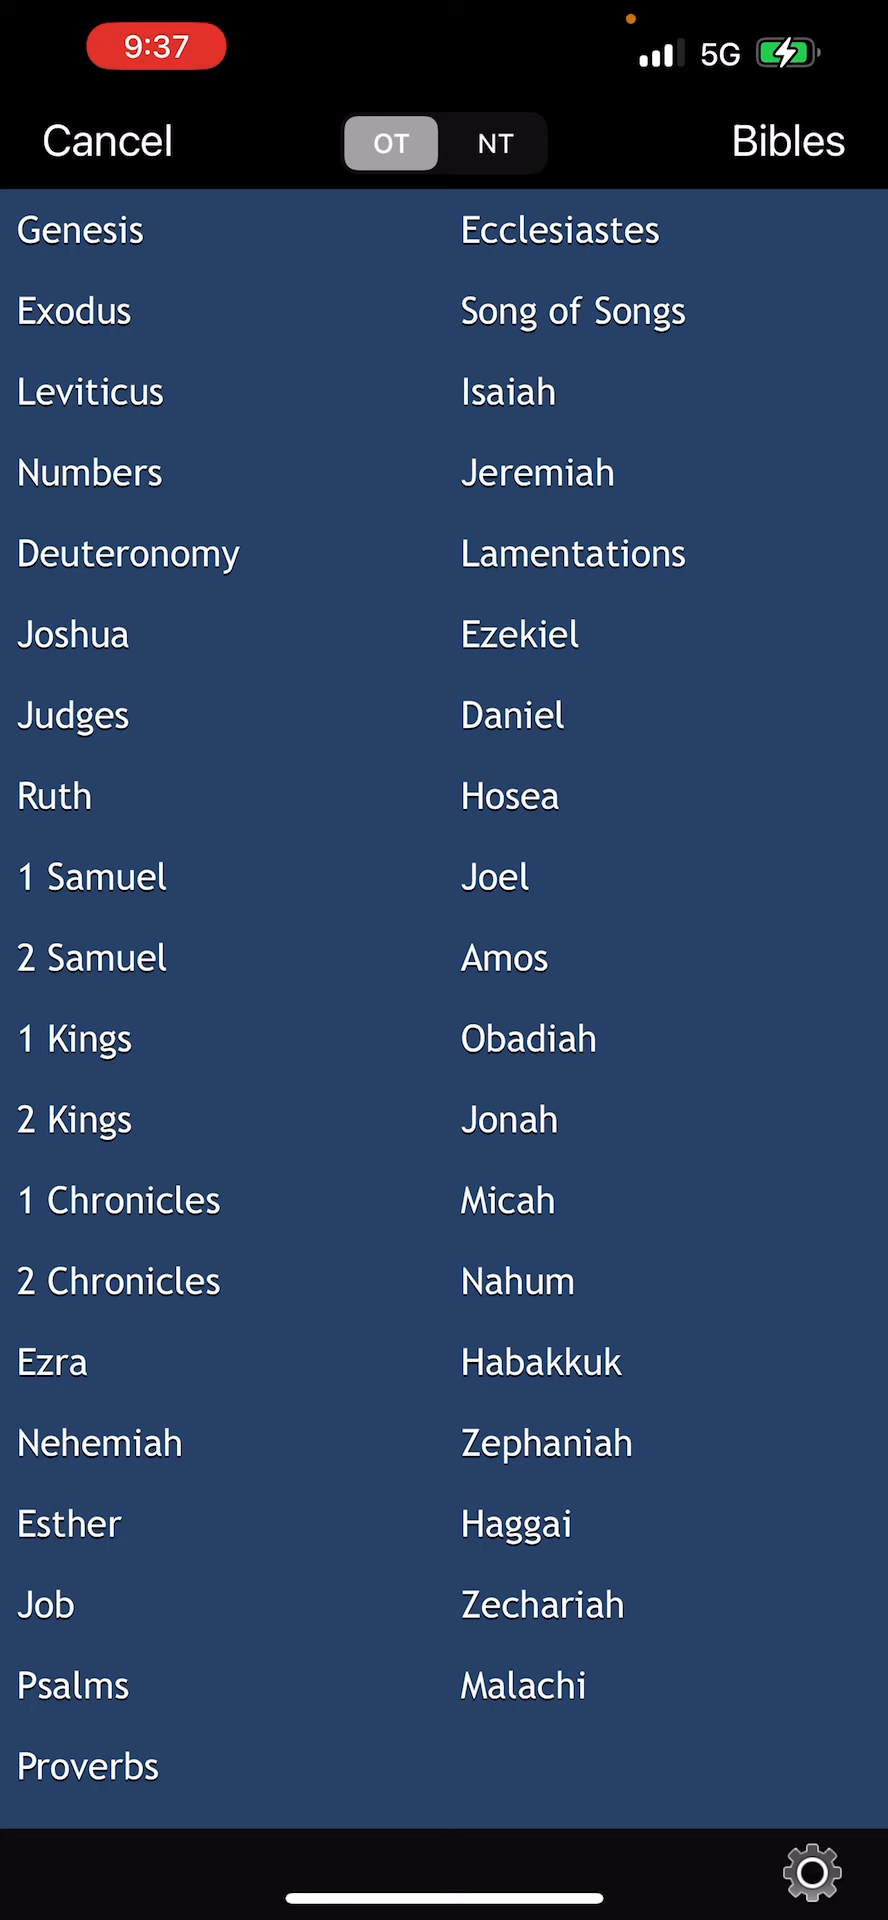 9:37
5G
Cancel
OT
NT
Bibles
Genesis
Exodus
Leviticus
Numbers
Deuteronomy
Joshua
Judges
Ruth
1 Samuel
2 Samuel
1 Kings
2 Kings
1 Chronicles
2 Chronicles
Ezra
Nehemiah
Esther
Job
Psalms
Proverbs
Ecclesiastes
Song of Songs
Isaiah
Jeremiah
Lamentations
Ezekiel
Daniel
Hosea
Joel
Amos
Obadiah
Jonah
Micah
Nahum
Habakkuk
Zephaniah
Haggai
Zechariah
Malachi